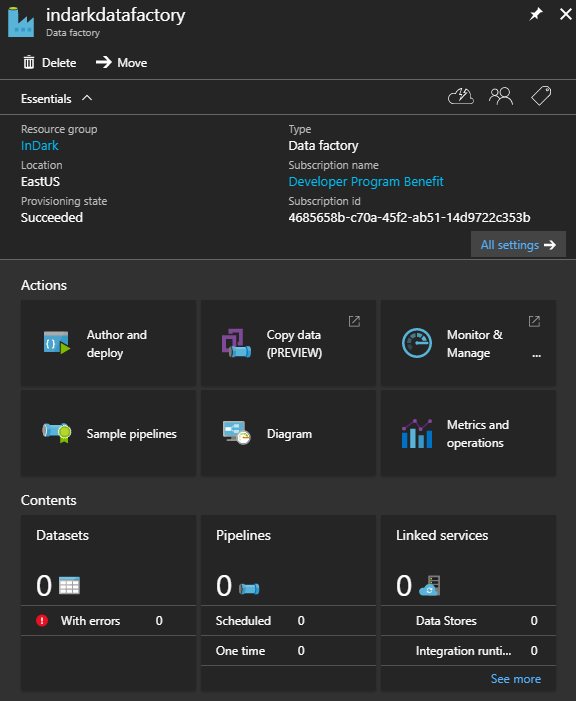 indarkdatafactory
Data factory
Delete
Move
Essentials
Resource group
InDark
Location
EastUS
Provisioning state
Succeeded
Type
Data factory
Subscription name
Developer Program Benefit
Subscription id
4685658b-c70a-45f2-ab51-14d9722c353b
All settings
Actions
Author and
deploy
Copy data
(PREVIEW)
Monitor &
Manage
...
Sample pipelines
Diagram
Metrics and
operations
Contents
Datasets
0
With errors 0
Pipelines
0
Scheduled 0
One time 0
Linked services
0
Data Stores 0
Integration runti... 0
See more